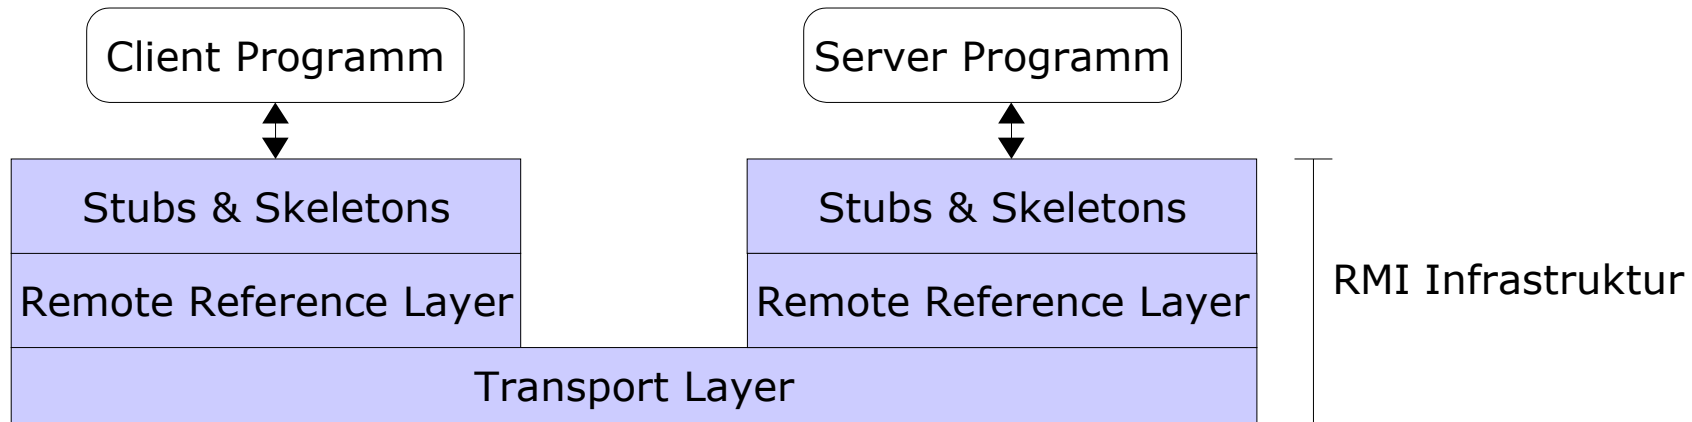 Client Programm
Server Programm
Stubs & Skeletons
Stubs & Skeletons
Remote Reference Layer
Remote Reference Layer
RMI Infrastruktur
Transport Layer